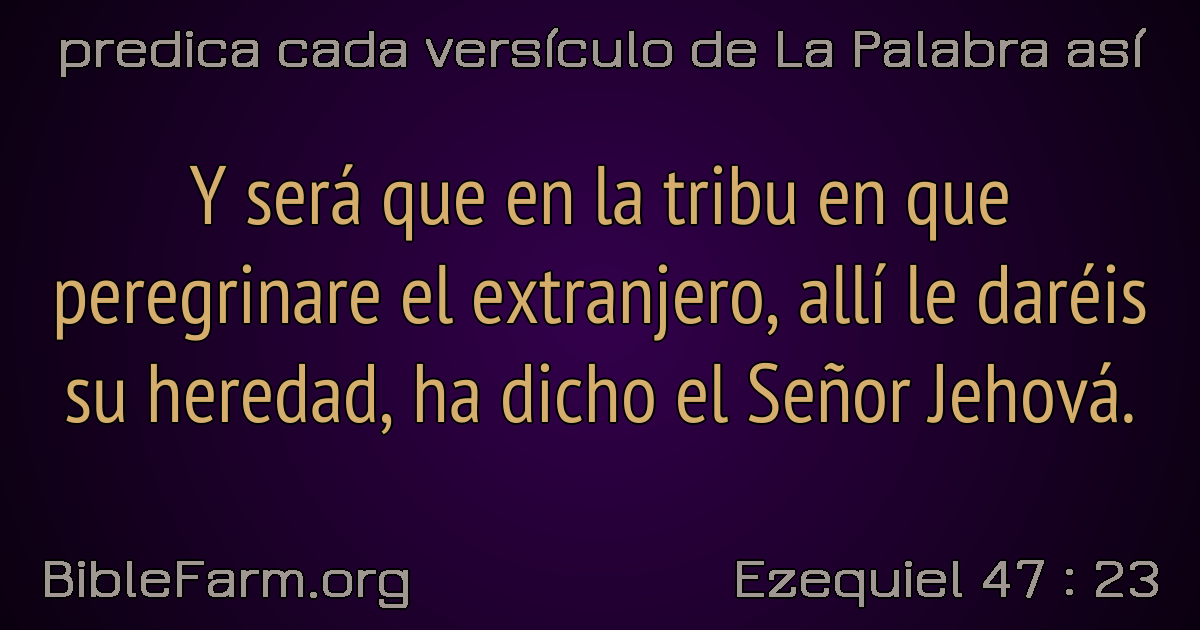 predica cada versículo de La Palabra así
Y será que en la tribu en que
peregrinare el extranjero, allí le daréis
su heredad, ha dicho el Señor Jehová.
BibleFarm.org
Ezequiel 47 : 23